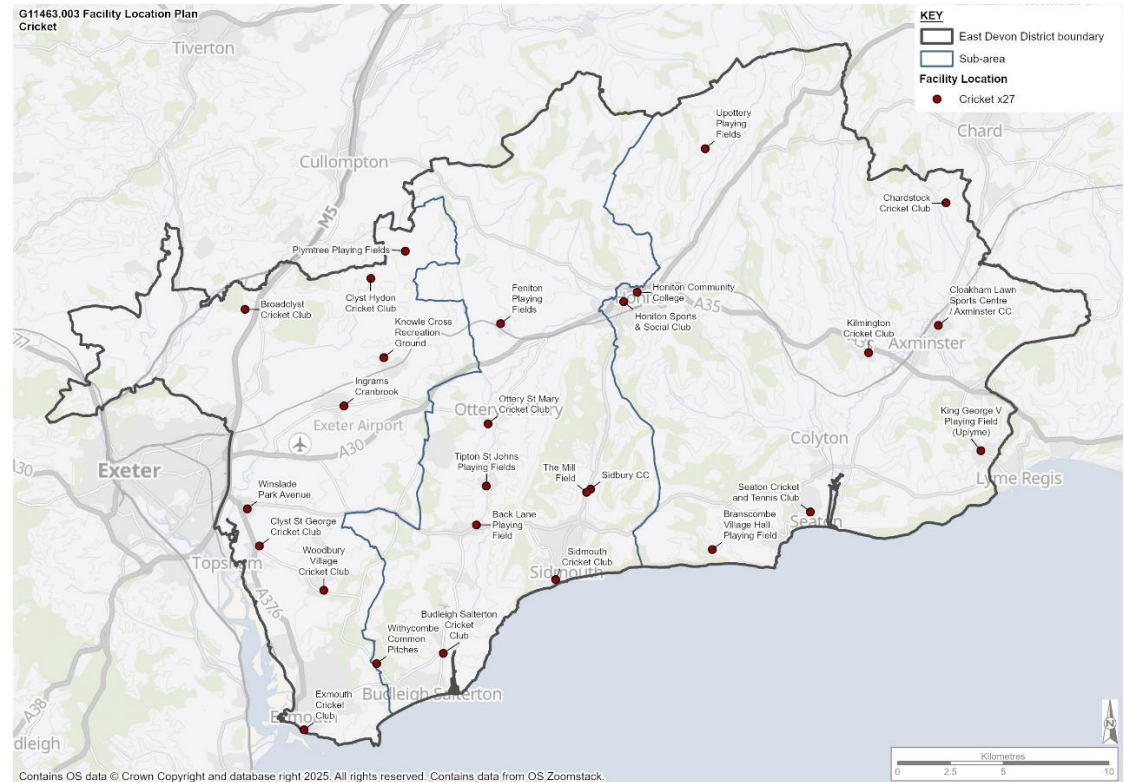 G11463.003 Facility Location Plan
Cricket
KEY
East Devon District boundary
Sub-area
Facility Location
Cricket x27
Tiverton
Cullompton
M5
Chard
Upottery
Playing
Fields
Chardstock
Cricket Club
Plymtree Playing Fields
Clyst Hydon
Cricket Club
Broadclyst
Cricket Club
Knowle Cross
Recreation
Ground
Feniton
Playing
Fields
Honiton Community
College
Honiton Sports
& Social Club
A35
Cloakham Lawn
Sports Centre
/ Axminster CC
Kilmington
Cricket Club
Axminster
Ingrams
Cranbrook
Exeter Airport
A30
Ottery St Mary
Cricket Club
King George V
Playing Field
(Uplyme)
Colyton
Lyme Regis
A30
Exeter
Tipton St Johns
Playing Fields
The Mill
Field
Sidbury CC
Seaton Cricket
and Tennis Club
Seaton
Winslade
Park Avenue
Back Lane
Playing
Field
Branscombe
Village Hall
Playing Field
Clyst St George
Cricket Club
Topsham
Woodbury
Village
Cricket Club
Sidmouth
Cricket Club
Sidmouth
A376
Budleigh Salterton
Cricket
Club
Withycombe
Common
Pitches
Budleigh Salterton
Exmouth
Cricket
Club
Exmouth
A38
dleigh
N
Kilometres
0 2.5 5 10
Contains OS data © Crown Copyright and database right 2025. All rights reserved. Contains data from OS Zoomstack.